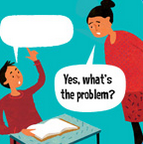 Yes, what's
the problem?